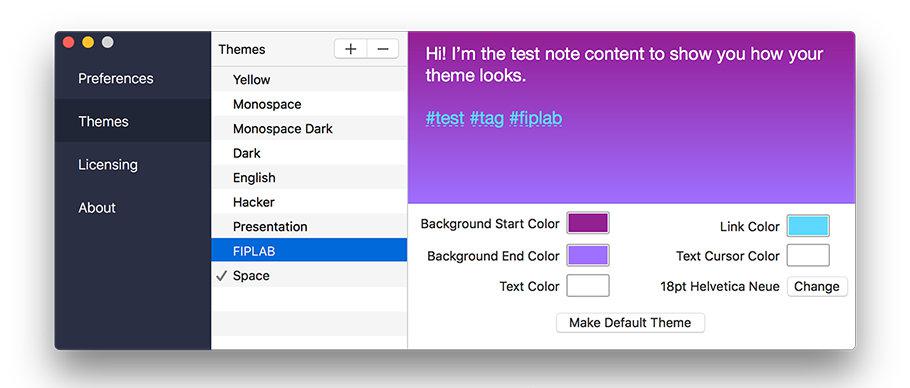 Preferences
Themes
Licensing
About
Themes
Yellow
Monospace
Monospace Dark
Dark
English
Hacker
Presentation
FIPLAB
✓ Space
Hi! I’m the test note content to show you how your
theme looks.
#test #tag #fiplab
Background Start Color
Link Color
Background End Color
Text Cursor Color
Text Color
18pt Helvetica Neue Change
Make Default Theme